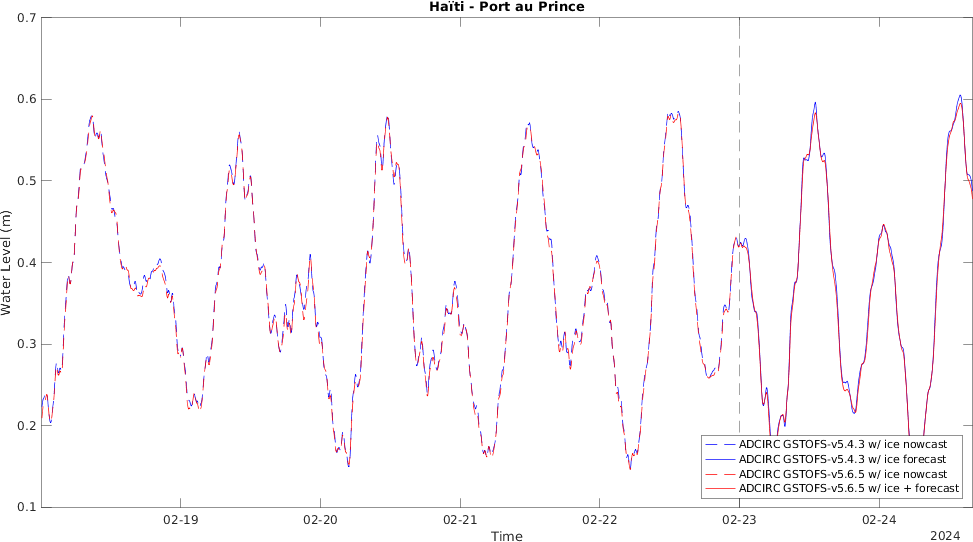 Haïti - Port au Prince
0.7
0.6
0.5
0.4
0.3
0.2
0.1
Water Level (m)
ADCIRC GSTOFS-v5.4.3 w/ ice nowcast
ADCIRC GSTOFS-v5.4.3 w/ ice forecast
ADCIRC GSTOFS-v5.6.5 w/ ice nowcast
ADCIRC GSTOFS-v5.6.5 w/ ice + forecast
02-19 02-20 02-21 02-22 02-23 02-24
Time
2024